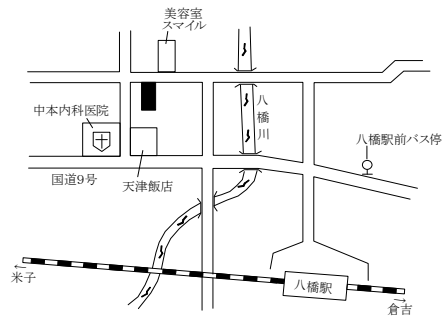 美容室
スマイル
中本内科医院
八橋川
八橋駅前バス停
国道9号
天津飯店
←
米子
八橋駅
→
倉吉